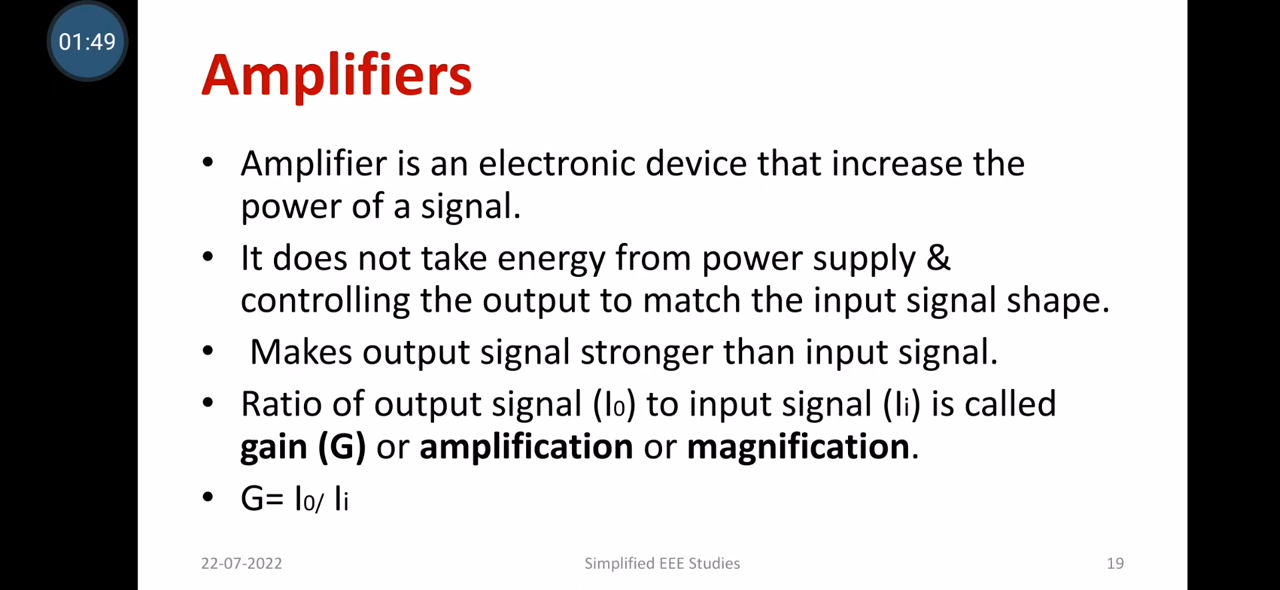 01:49
Amplifiers
• Amplifier is an electronic device that increase the
power of a signal.
• It does not take energy from power supply &
controlling the output to match the input signal shape.
• Makes output signal stronger than input signal.
• Ratio of output signal (I₀) to input signal (Ii) is called
gain (G) or amplification or magnification.
• G= I₀/ Ii
22-07-2022 Simplified EEE Studies 19